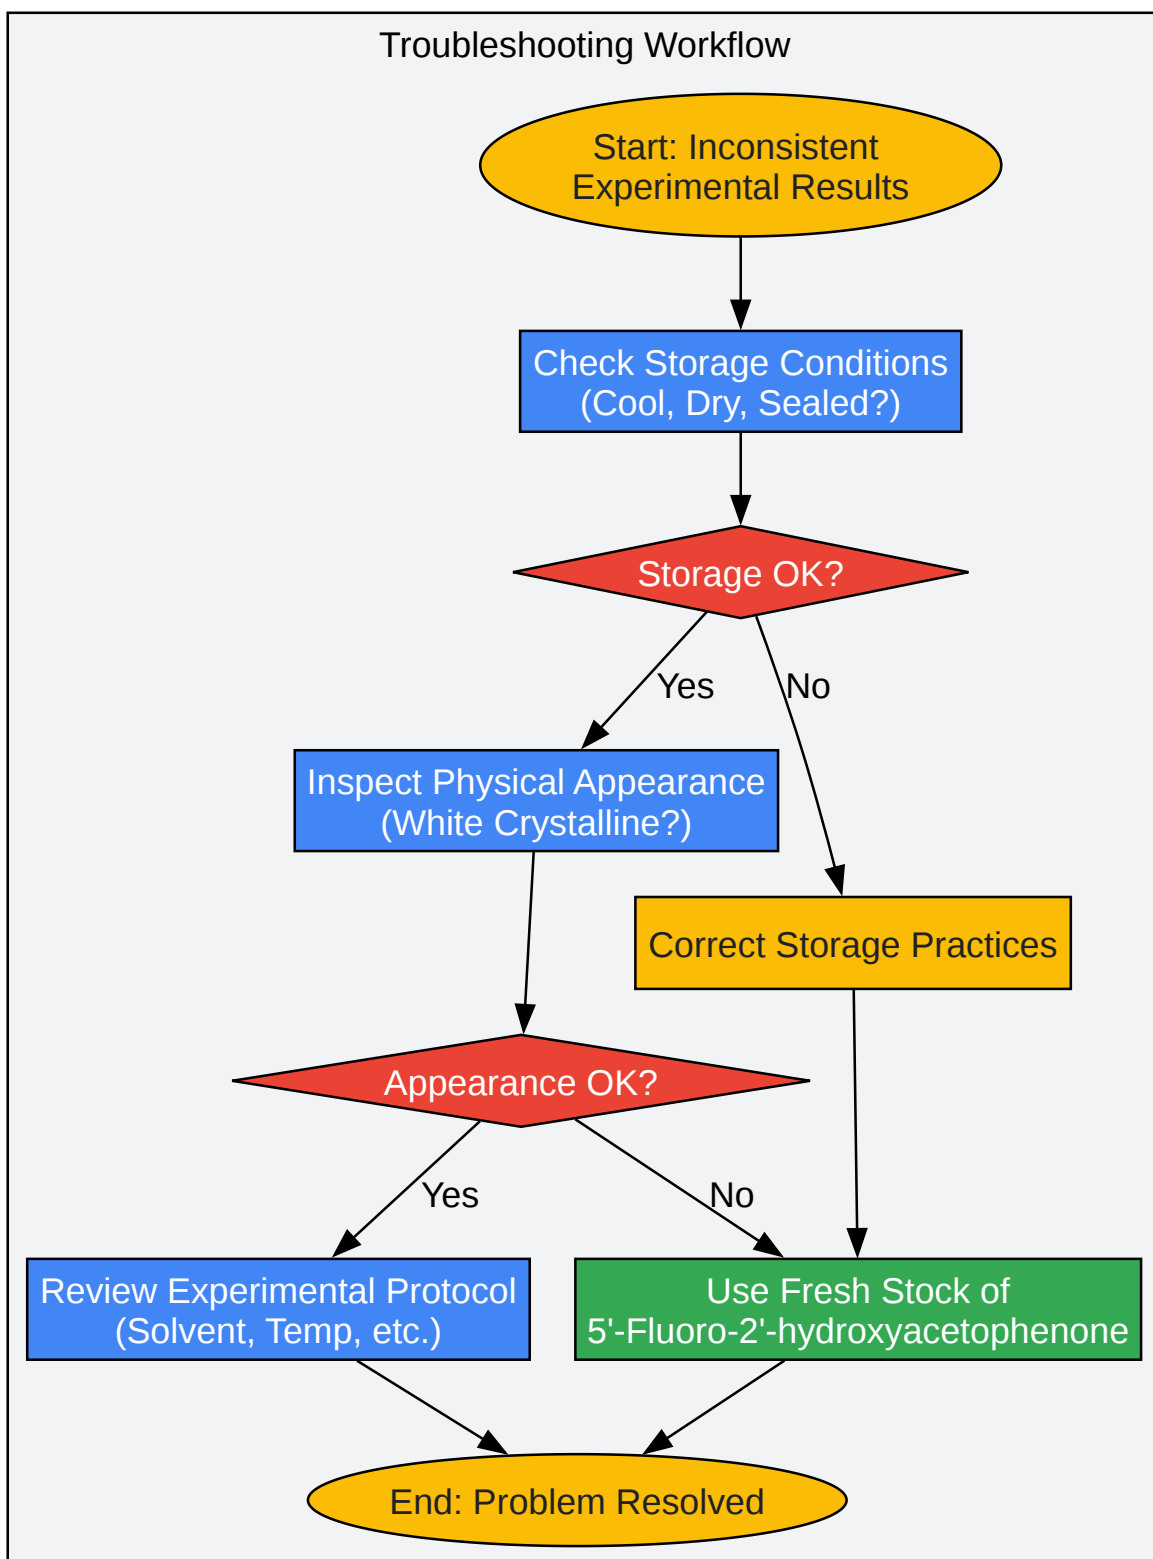 Troubleshooting Workflow
Start: Inconsistent
Experimental Results
Check Storage Conditions
(Cool, Dry, Sealed?)
Storage OK?
Yes
No
Inspect Physical Appearance
(White Crystalline?)
Correct Storage Practices
Appearance OK?
Yes
No
Review Experimental Protocol
(Solvent, Temp, etc.)
Use Fresh Stock of
5'-Fluoro-2'-hydroxyacetophenone
End: Problem Resolved